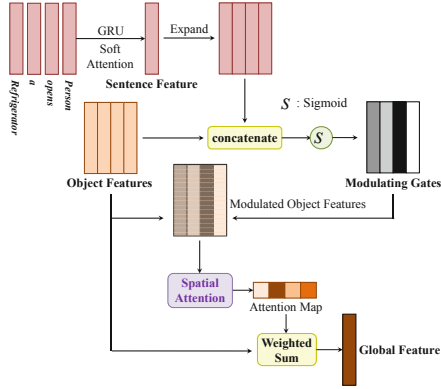 GRU
Soft
Attention
Expand
Sentence Feature
Refrigerator
a
opens
Person
S : Sigmoid
concatenate
S
Object Features
Modulating Gates
Modulated Object Features
Spatial
Attention
Attention Map
Weighted
Sum
Global Feature